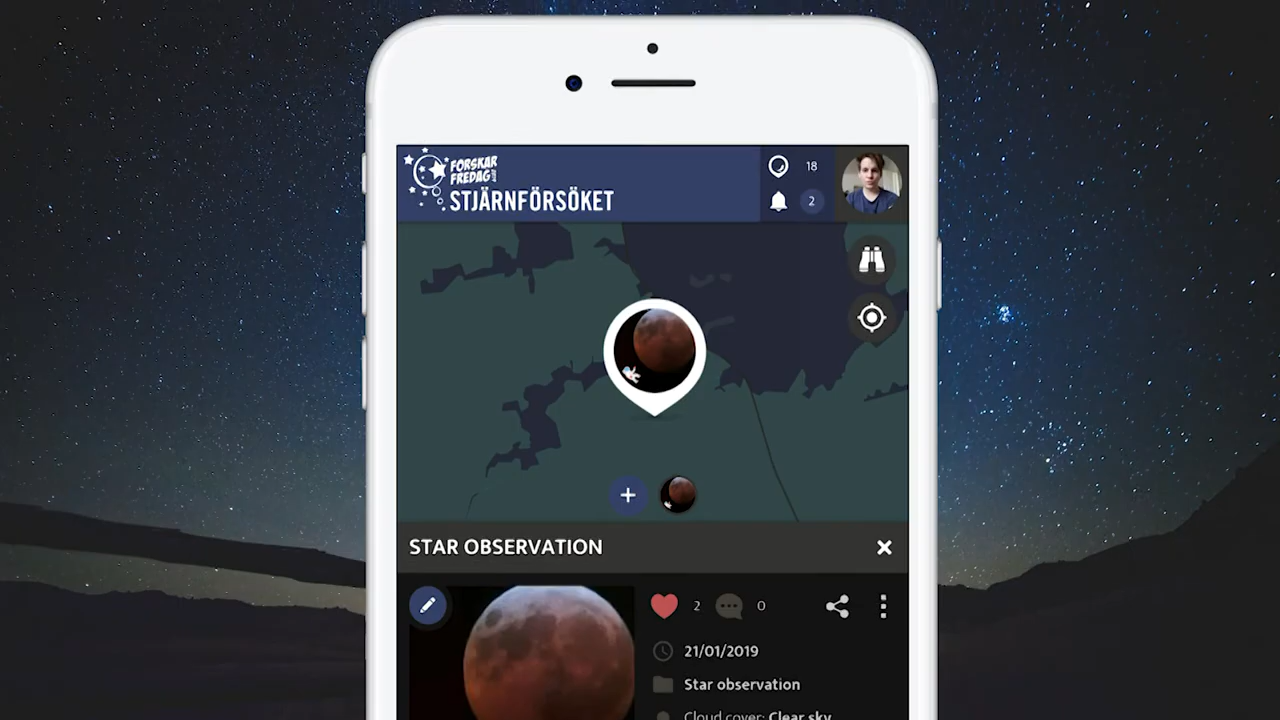 FORSKAR
FREDAG
STJÄRNFÖRSÖKET
18
2
STAR OBSERVATION
2
0
21/01/2019
Star observation
Cloud cover: Clear sky